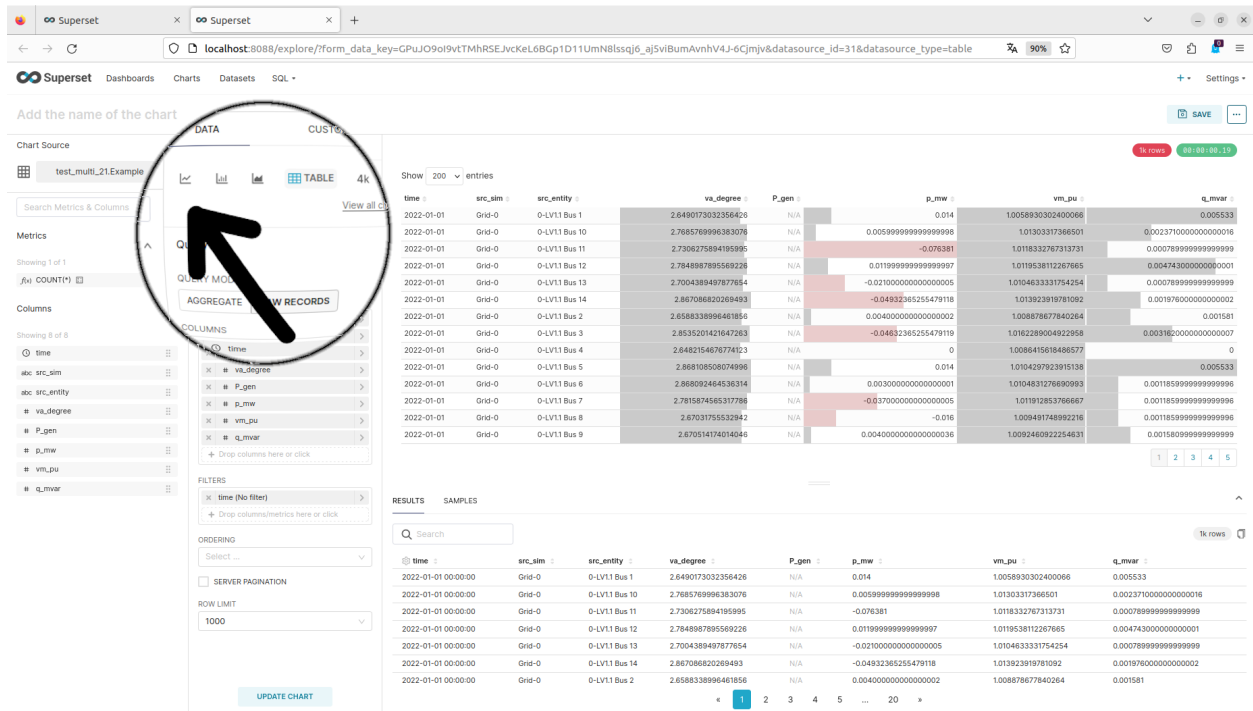 Superset
Superset
localhost:8088/explore/?form_data_key=GPuJO9oI9vtTMhRSEJvcKeL6BGp1D11UmN8lssqj6_aj5viBumAvnhV4J-6Cjmjv&datasource_id=31&datasource_type=table 90%
Superset Dashboards Charts Datasets SQL Settings
Add the name of the chart SAVE
DATA
Chart Source 1k rows 00:00:00.19
test_multi_21.Example
TABLE 4k
Show 200 entries
View all
Search Metrics & Columns
Metrics
Showing 1 of 1
f(x) COUNT(*)
QUERY MODE
AGGREGATE RAW RECORDS
Columns
COLUMNS
Showing 8 of 8
time
abc src_sim
abc src_entity
# va_degree
# P_gen
# p_mw
# vm_pu
# q_mvar
time
# va_degree
# P_gen
# p_mw
# vm_pu
# q_mvar
Drop columns here or click
FILTERS
time (No filter)
Drop columns/metrics here or click
ORDERING
Select ...
SERVER PAGINATION
ROW LIMIT
1000
UPDATE CHART
time src_sim src_entity va_degree P_gen p_mw vm_pu q_mvar
2022-01-01 Grid-0 0-LV1.1 Bus 1 2.6490173032356426 N/A 0.014 1.0058930302400066 0.005533
2022-01-01 Grid-0 0-LV1.1 Bus 10 2.7685769996383076 N/A 0.005999999999999998 1.01303317366501 0.0023710000000000016
2022-01-01 Grid-0 0-LV1.1 Bus 11 2.7306275894195995 N/A -0.076381 1.0118332767313731 0.000789999999999999
2022-01-01 Grid-0 0-LV1.1 Bus 12 2.7848987895569226 N/A 0.011999999999999997 1.0119538112267665 0.004743000000000001
2022-01-01 Grid-0 0-LV1.1 Bus 13 2.7004389497877654 N/A -0.021000000000000005 1.0104633331754254 0.000789999999999999
2022-01-01 Grid-0 0-LV1.1 Bus 14 2.867086820269493 N/A -0.04932365255479118 1.013923919781092 0.001976000000000002
2022-01-01 Grid-0 0-LV1.1 Bus 2 2.6588338996461856 N/A 0.004000000000000002 1.008878677840264 0.001581
2022-01-01 Grid-0 0-LV1.1 Bus 3 2.8535201421647263 N/A -0.04632365255479119 1.0162289004922958 0.0031620000000000007
2022-01-01 Grid-0 0-LV1.1 Bus 4 2.6482154676774123 N/A 0 1.0086415618486577 0
2022-01-01 Grid-0 0-LV1.1 Bus 5 2.868108508074996 N/A 0.014 1.0104297923915138 0.005533
2022-01-01 Grid-0 0-LV1.1 Bus 6 2.868092464536314 N/A 0.003000000000000001 1.0104831276690993 0.0011859999999999996
2022-01-01 Grid-0 0-LV1.1 Bus 7 2.7815874565317786 N/A -0.037000000000000005 1.011912853766667 0.0011859999999999996
2022-01-01 Grid-0 0-LV1.1 Bus 8 2.67031755532942 N/A -0.016 1.009491748992216 0.0011859999999999996
2022-01-01 Grid-0 0-LV1.1 Bus 9 2.670514174014046 N/A 0.0040000000000000036 1.0092460922254631 0.001580999999999999
1 2 3 4 5
RESULTS SAMPLES
Search 1k rows
time src_sim src_entity va_degree P_gen p_mw vm_pu q_mvar
2022-01-01 00:00:00 Grid-0 0-LV1.1 Bus 1 2.6490173032356426 N/A 0.014 1.0058930302400066 0.005533
2022-01-01 00:00:00 Grid-0 0-LV1.1 Bus 10 2.7685769996383076 N/A 0.005999999999999998 1.01303317366501 0.0023710000000000016
2022-01-01 00:00:00 Grid-0 0-LV1.1 Bus 11 2.7306275894195995 N/A -0.076381 1.0118332767313731 0.000789999999999999
2022-01-01 00:00:00 Grid-0 0-LV1.1 Bus 12 2.7848987895569226 N/A 0.011999999999999997 1.0119538112267665 0.004743000000000001
2022-01-01 00:00:00 Grid-0 0-LV1.1 Bus 13 2.7004389497877654 N/A -0.021000000000000005 1.0104633331754254 0.000789999999999999
2022-01-01 00:00:00 Grid-0 0-LV1.1 Bus 14 2.867086820269493 N/A -0.04932365255479118 1.013923919781092 0.001976000000000002
2022-01-01 00:00:00 Grid-0 0-LV1.1 Bus 2 2.6588338996461856 N/A 0.004000000000000002 1.008878677840264 0.001581
« 1 2 3 4 5 ... 20 »